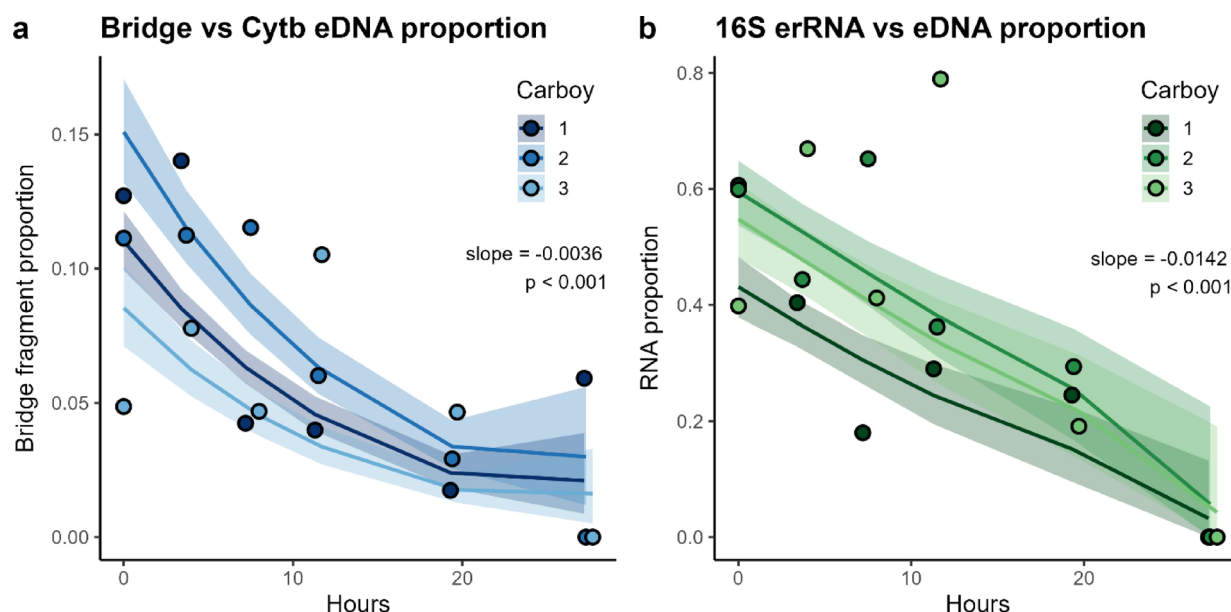 a Bridge vs Cytb eDNA proportion
Bridge fragment proportion
0.15
0.10
0.05
0.00
Carboy
1
2
3
slope = -0.0036
p < 0.001
0 10 20
Hours
b 16S erRNA vs eDNA proportion
RNA proportion
0.8
0.6
0.4
0.2
0.0
Carboy
1
2
3
slope = -0.0142
p < 0.001
0 10 20
Hours